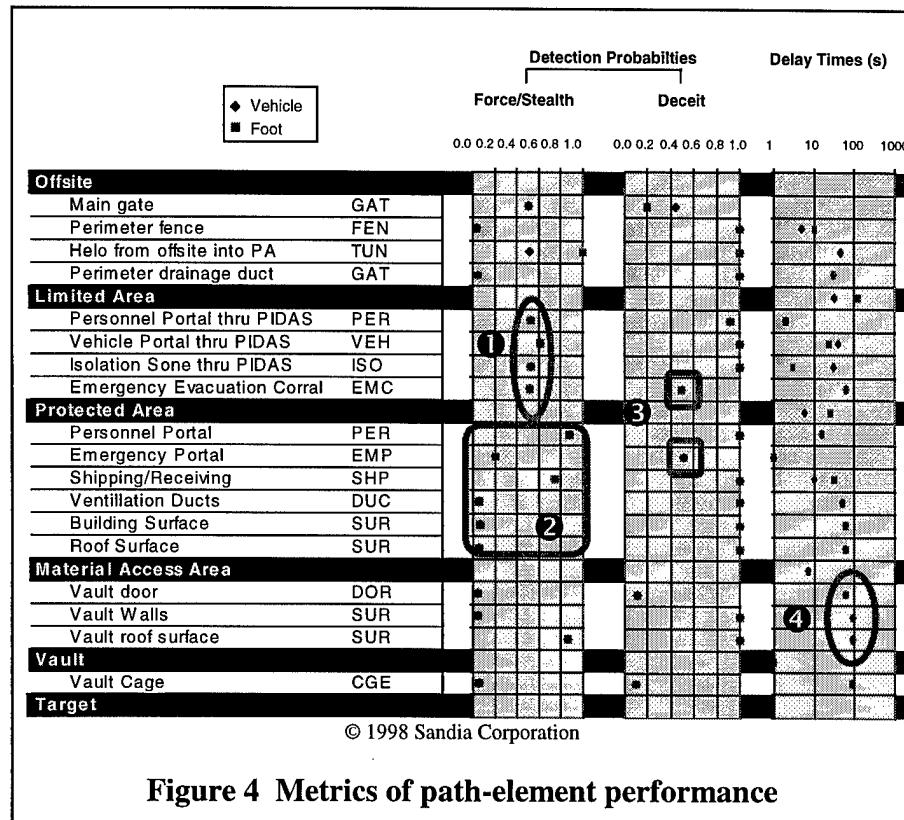 Detection Probabilties
Delay Times (s)
Vehicle
Foot
Force/Stealth
Deceit
0.0 0.2 0.4 0.6 0.8 1.0
0.0 0.2 0.4 0.6 0.8 1.0
1 10 100 1000
Offsite
Main gate GAT
Perimeter fence FEN
Helo from offsite into PA TUN
Perimeter drainage duct GAT
Limited Area
Personnel Portal thru PIDAS PER
Vehicle Portal thru PIDAS VEH
1
Isolation Sone thru PIDAS ISO
Emergency Evacuation Corral EMC
Protected Area
3
Personnel Portal PER
Emergency Portal EMP
Shipping/Receiving SHP
Ventillation Ducts DUC
Building Surface SUR
2
Roof Surface SUR
Material Access Area
Vault door DOR
Vault Walls SUR
4
Vault roof surface SUR
Vault
Vault Cage CGE
Target
© 1998 Sandia Corporation
Figure 4 Metrics of path-element performance